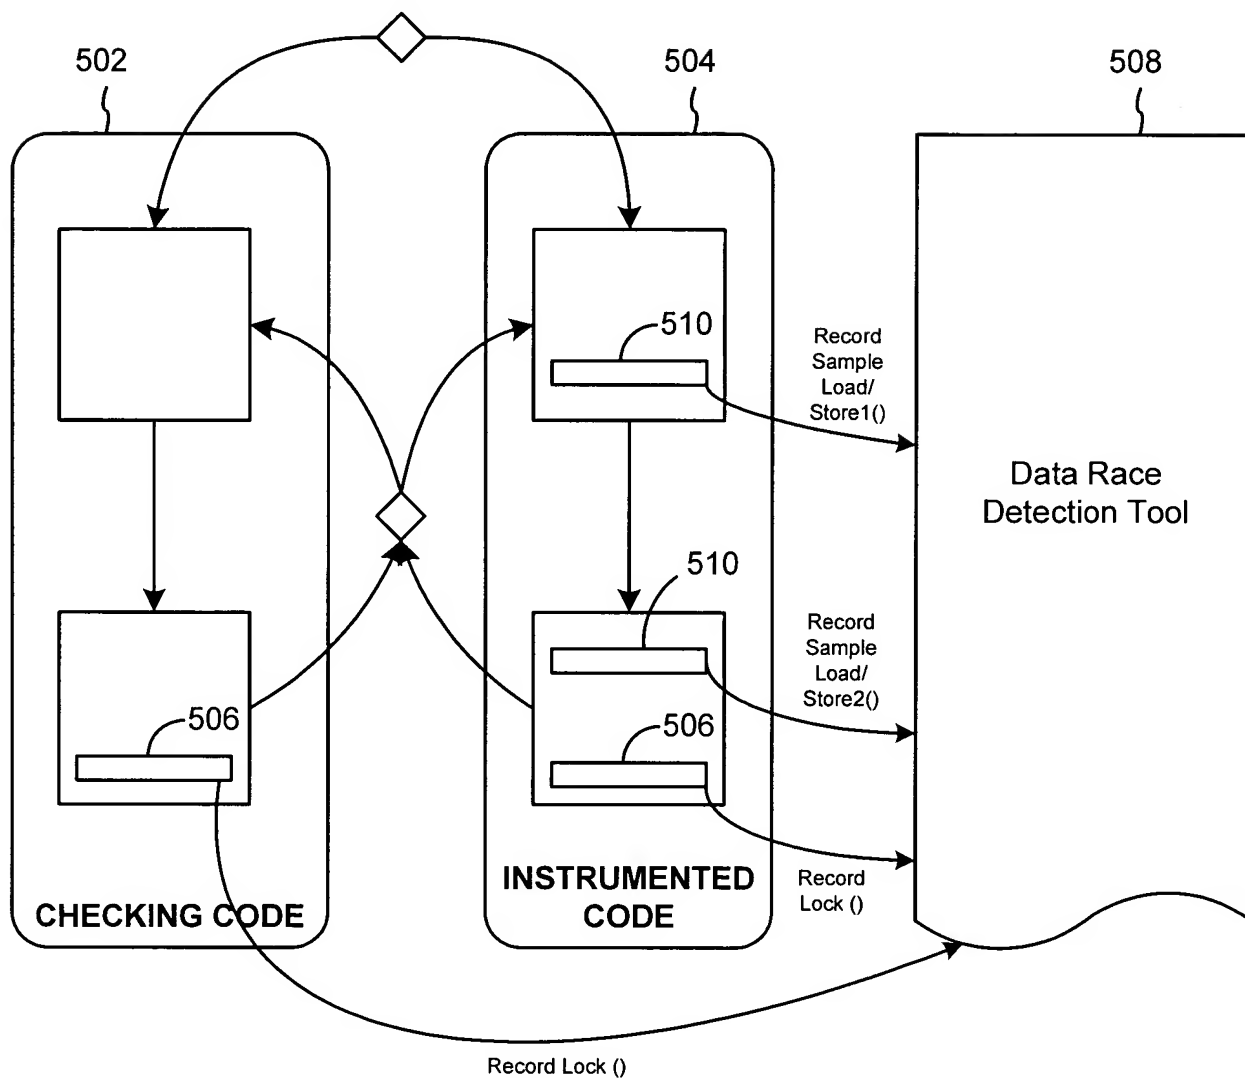 502
504
508
510
Record
Sample
Load/
Store1()
Data Race
Detection Tool
510
Record
Sample
Load/
Store2()
506
506
INSTRUMENTED
CODE
CHECKING CODE
Record
Lock ()
Record Lock ()